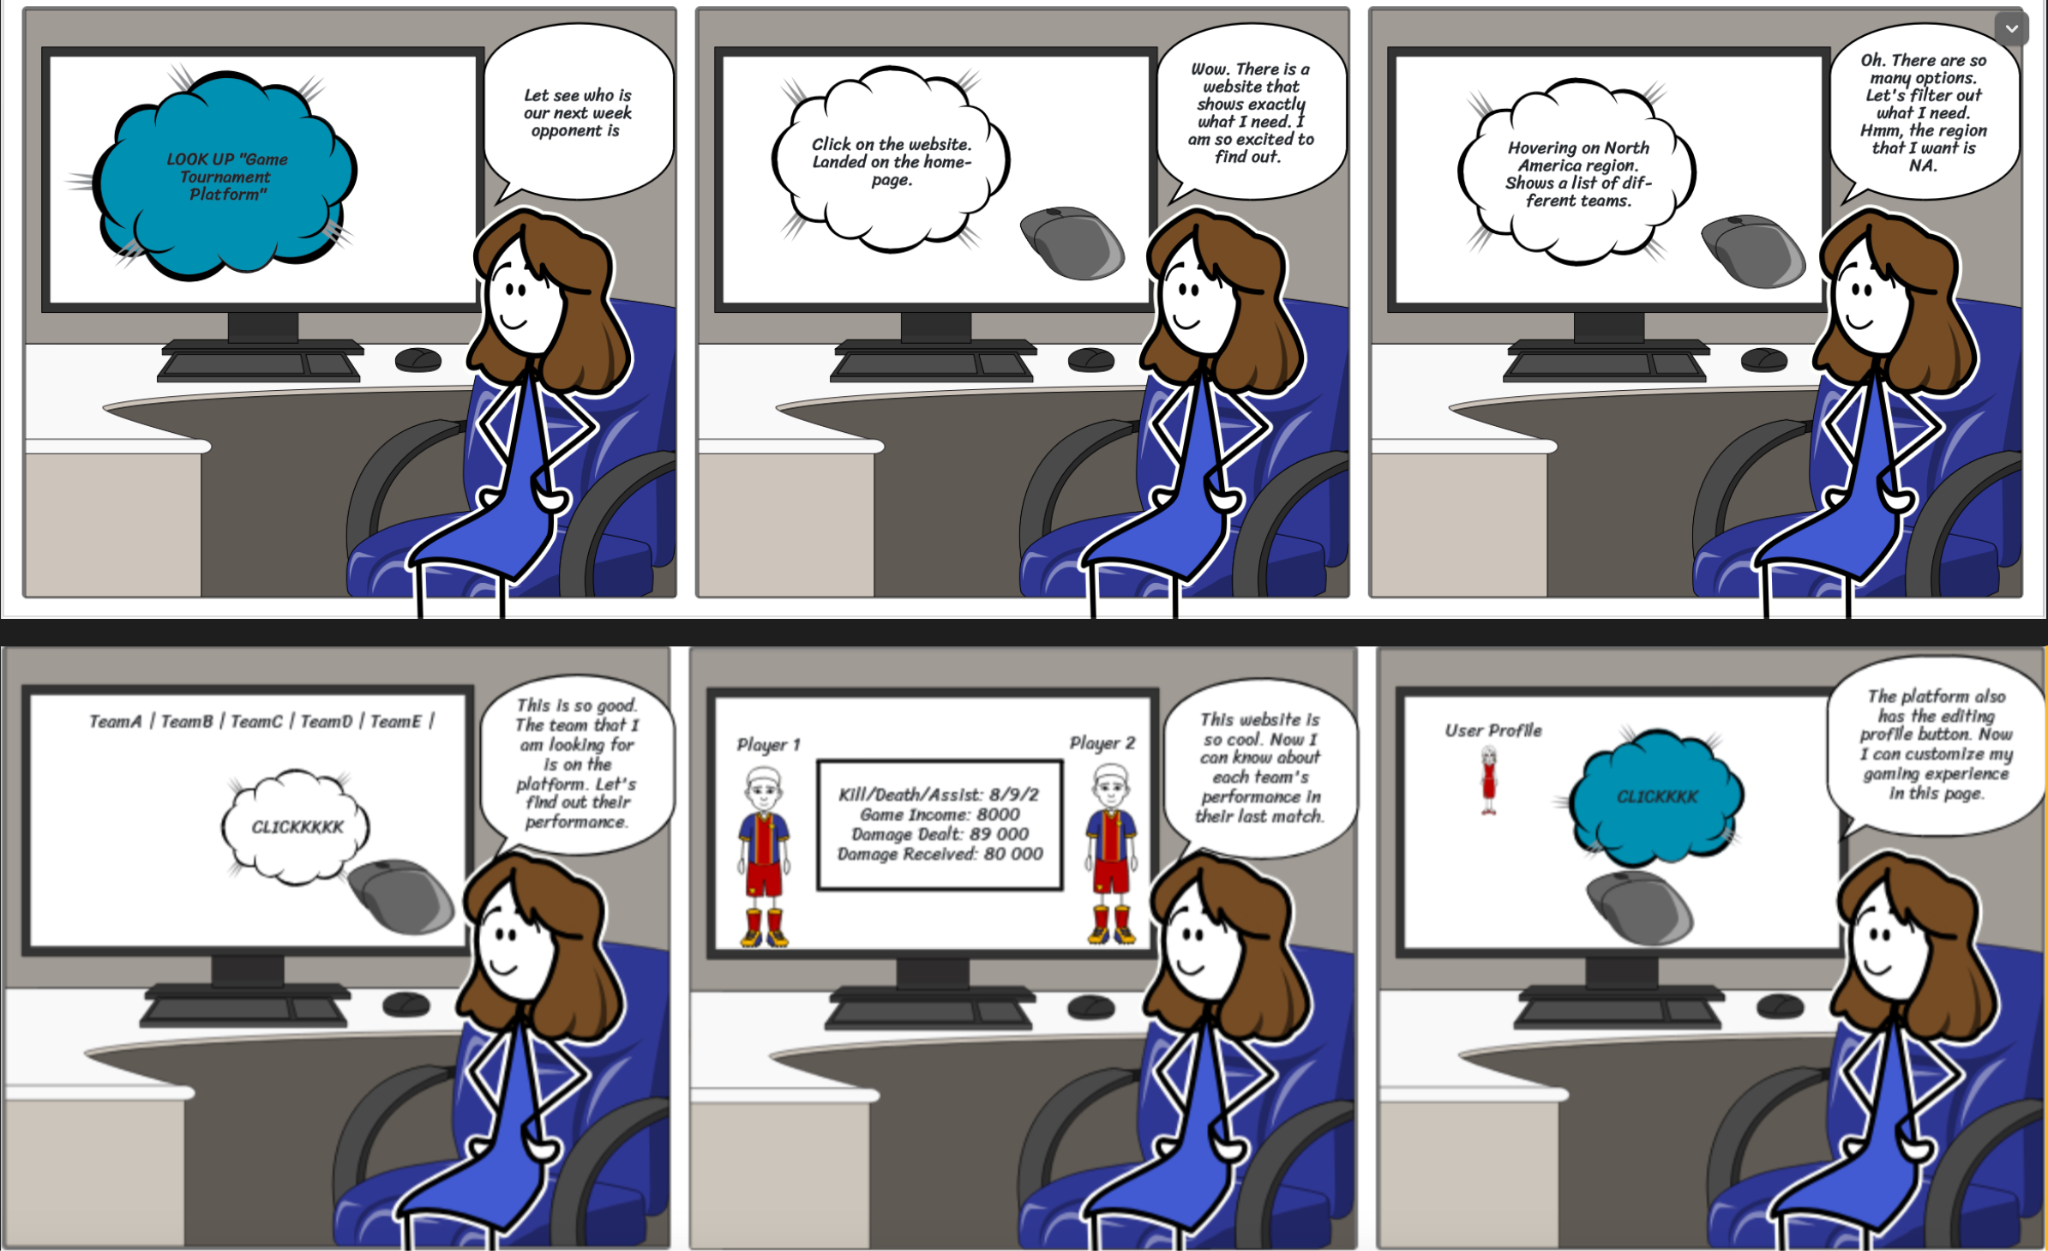 LOOK UP "Game
Tournament
Platform"
Let see who is
our next week
opponent is
Click on the website.
Landed on the home-
page.
Wow. There is a
website that
shows exactly
what I need. I
am so excited to
find out.
Hovering on North
America region.
Shows a list of dif-
ferent teams.
Oh. There are so
many options.
Let's filter out
what I need.
Hmm, the region
that I want is
NA.
TeamA | TeamB | TeamC | TeamD | TeamE |
CLICKKKKK
This is so good.
The team that I
am looking for
is on the
platform. Let's
find out their
performance.
Player 1
Player 2
Kill/Death/Assist: 8/9/2
Game Income: 8000
Damage Dealt: 89 000
Damage Received: 80 000
This website is
so cool. Now I
can know about
each team's
performance in
their last match.
User Profile
CLICKKKK
The platform also
has the editing
profile button. Now
I can customize my
gaming experience
in this page.